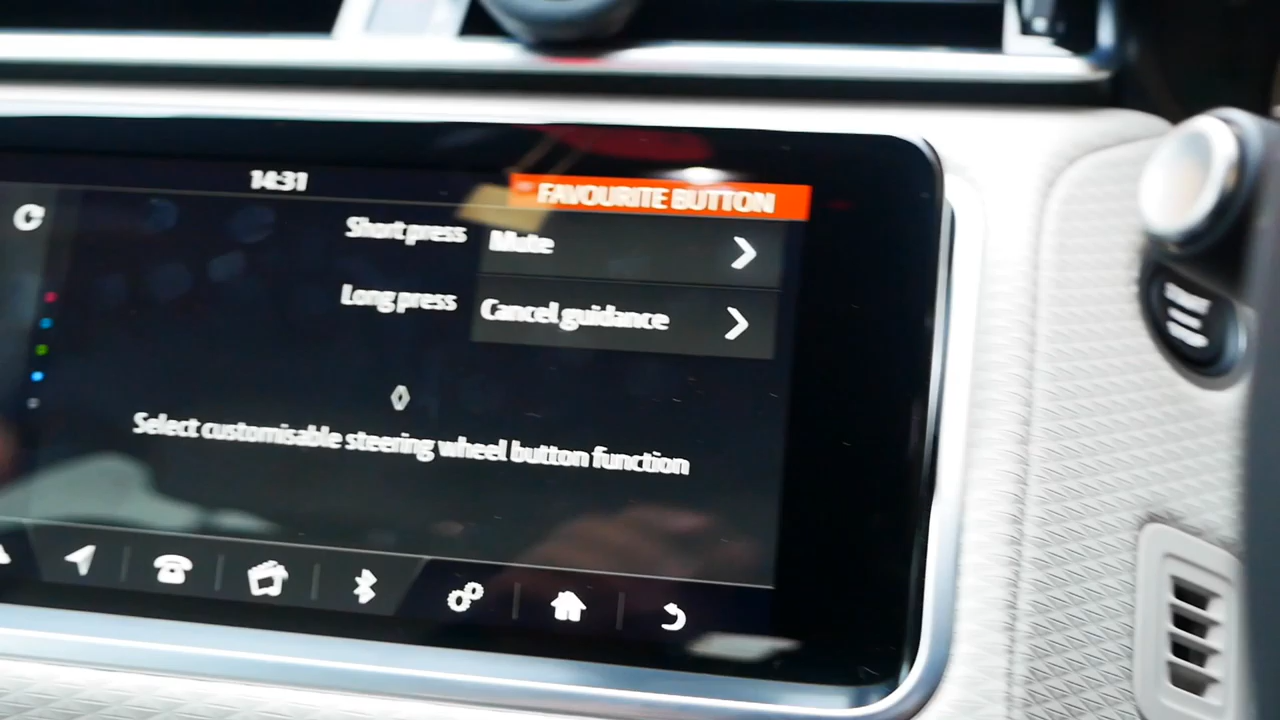 14:31
FAVOURITE BUTTON
Short press Mute
Long press Cancel guidance
Select customisable steering wheel button function